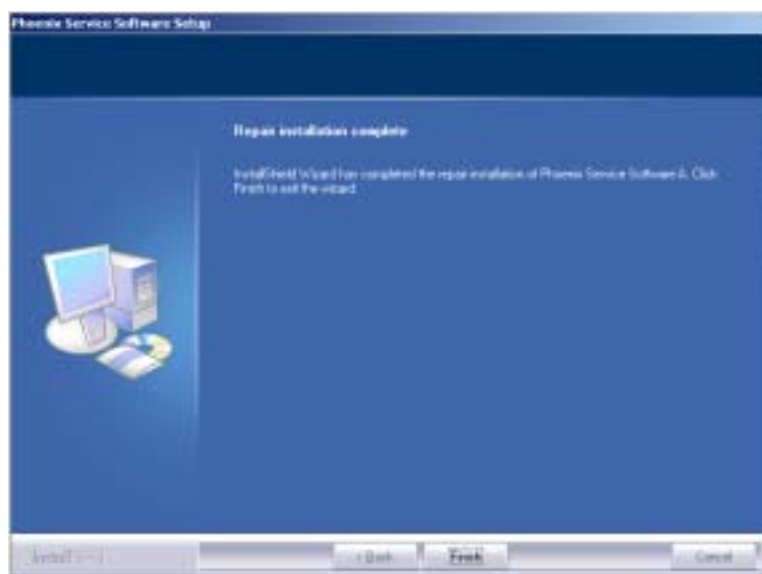 Phoenix Service Software Setup
Repair installation complete
InstallShield Wizard has completed the repair installation of Phoenix Service Software A. Click
Finish to exit the wizard.
InstallShield
< Back
Finish
Cancel